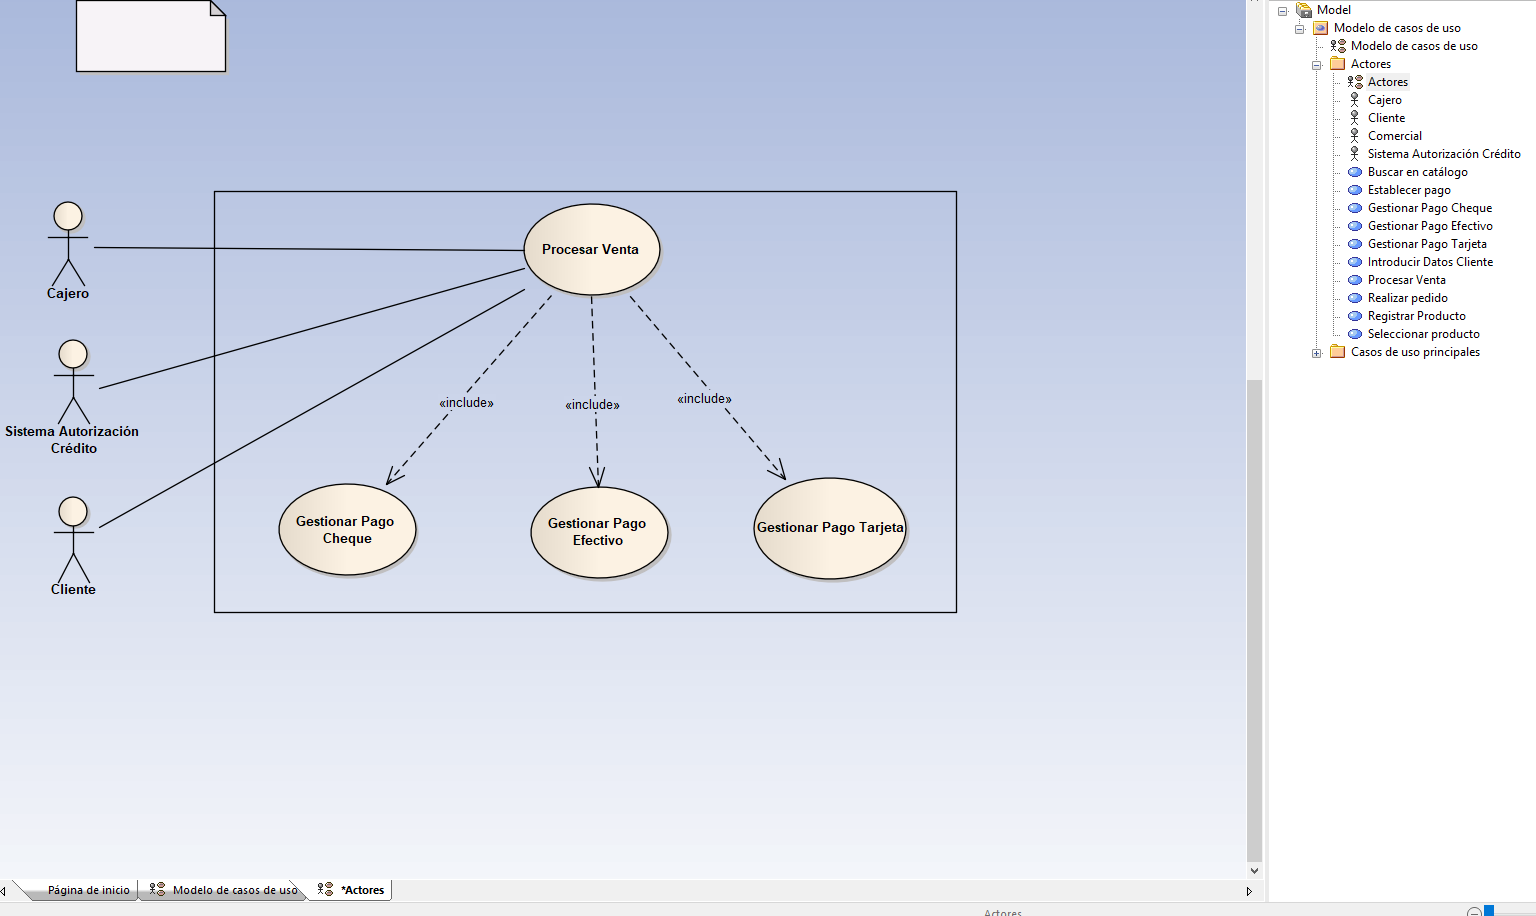 Procesar Venta
Cajero
Sistema Autorización
Crédito
Cliente
«include»
«include»
«include»
Gestionar Pago
Cheque
Gestionar Pago
Efectivo
Gestionar Pago Tarjeta
Model
Modelo de casos de uso
Modelo de casos de uso
Actores
Actores
Cajero
Cliente
Comercial
Sistema Autorización Crédito
Buscar en catálogo
Establecer pago
Gestionar Pago Cheque
Gestionar Pago Efectivo
Gestionar Pago Tarjeta
Introducir Datos Cliente
Procesar Venta
Realizar pedido
Registrar Producto
Seleccionar producto
Casos de uso principales
Página de inicio
Modelo de casos de uso
*Actores
Actores